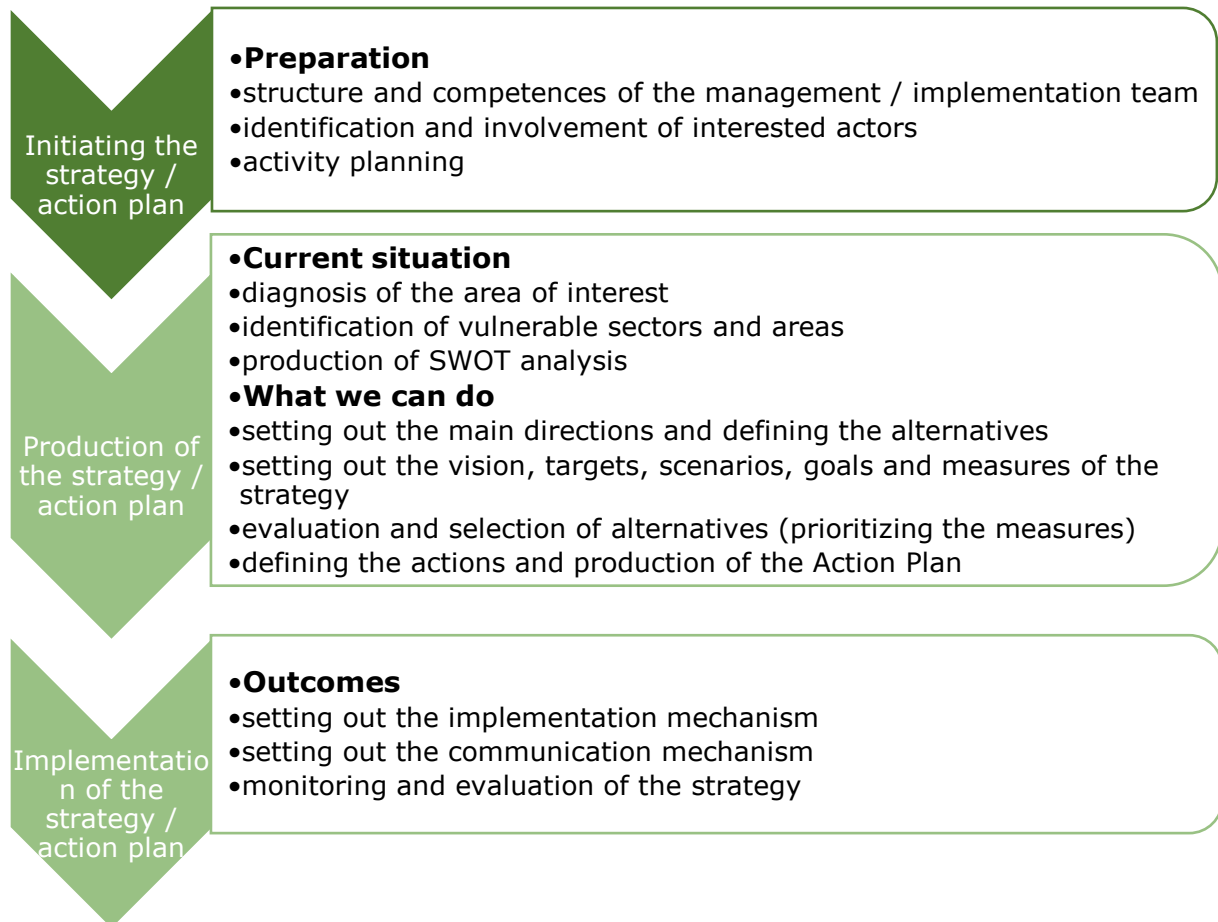 Initiating the
strategy /
action plan
•Preparation
•structure and competences of the management / implementation team
•identification and involvement of interested actors
•activity planning
Production of
the strategy /
action plan
•Current situation
•diagnosis of the area of interest
•identification of vulnerable sectors and areas
•production of SWOT analysis
•What we can do
•setting out the main directions and defining the alternatives
•setting out the vision, targets, scenarios, goals and measures of the
strategy
•evaluation and selection of alternatives (prioritizing the measures)
•defining the actions and production of the Action Plan
Implementatio
n of the
strategy /
action plan
•Outcomes
•setting out the implementation mechanism
•setting out the communication mechanism
•monitoring and evaluation of the strategy